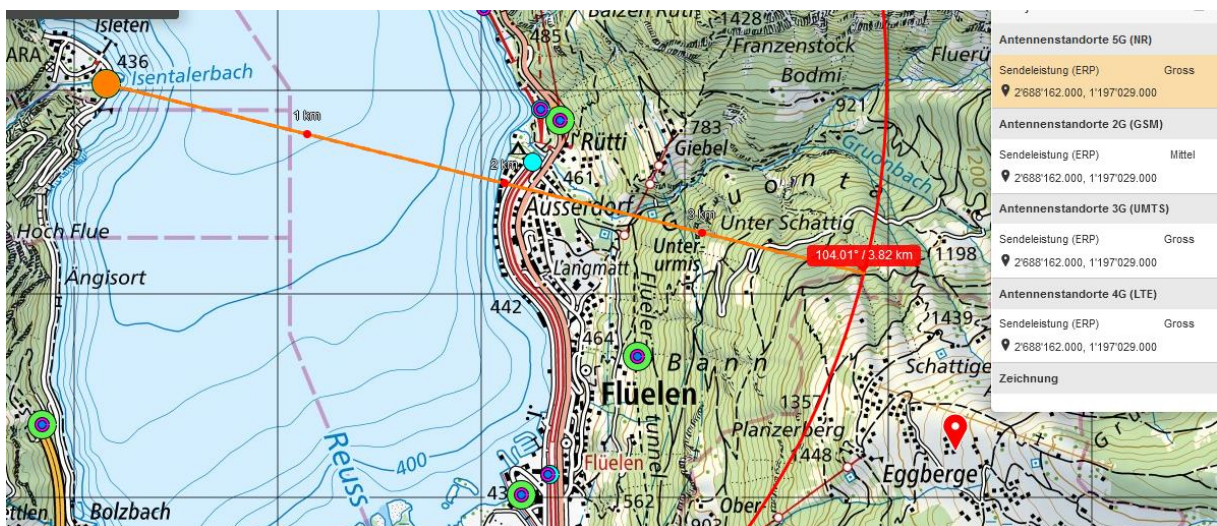 Isleten
ARA
436
Isentalerbach
1 km
2 km
3 km
104.01° / 3.82 km
Hoch Flue
Ängisort
Bolzbach
Reuss
400
485
1428
Franzenstock
Bodmi
921
Rütti
783
Giebel
461
Gruonbach
1200
Ausserdorf
Unter Schattig
Unter-
urmis
Langmatt
1198
442
464
Flüelen
Flüeler
tunnel
Bann
1439
1357
Planzerberg
1448
Eggberge
Flüelen
562
Ober
903
Antennenstandorte 5G (NR)
Sendeleistung (ERP) Gross
2'688'162.000, 1'197'029.000
Antennenstandorte 2G (GSM)
Sendeleistung (ERP) Mittel
2'688'162.000, 1'197'029.000
Antennenstandorte 3G (UMTS)
Sendeleistung (ERP) Gross
2'688'162.000, 1'197'029.000
Antennenstandorte 4G (LTE)
Sendeleistung (ERP) Gross
2'688'162.000, 1'197'029.000
Zeichnung